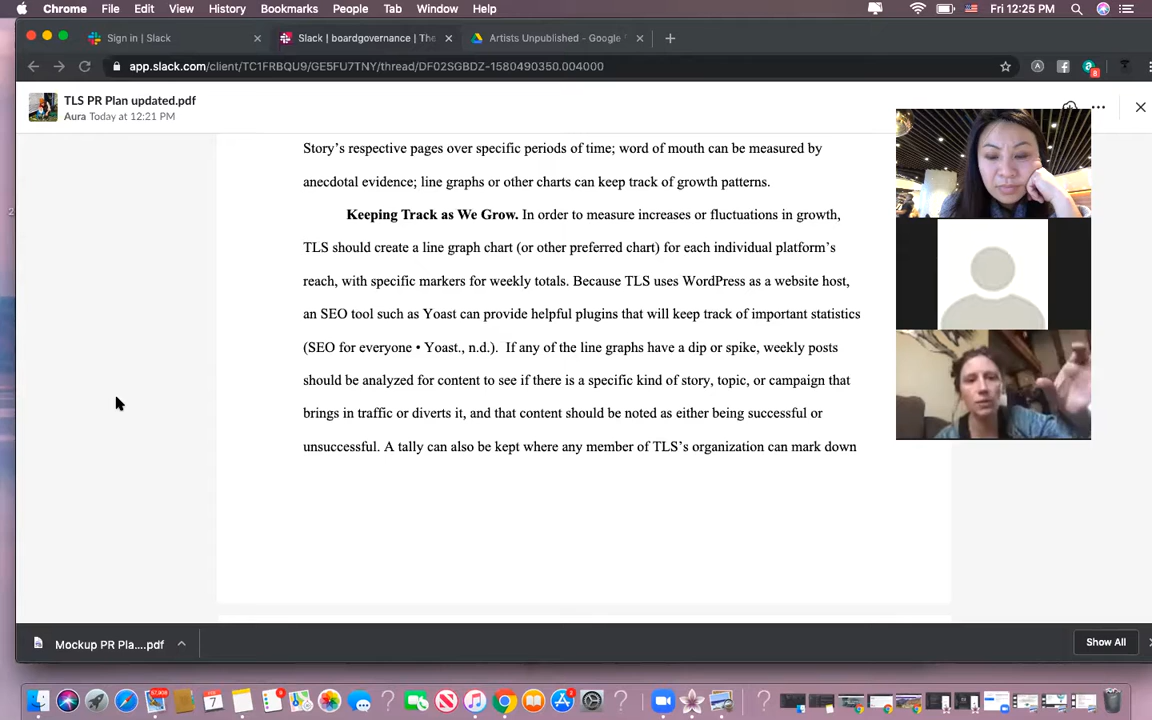 Chrome File Edit View History Bookmarks People Tab Window Help Fri 12:25 PM
Sign in | Slack Slack | boardgovernance | The Artists Unpublished - Google
app.slack.com/client/TC1FRBQU9/GE5FU7TNY/thread/DF02SGBDZ-1580490350.004000
TLS PR Plan updated.pdf
Aura Today at 12:21 PM
Story's respective pages over specific periods of time; word of mouth can be measured by
anecdotal evidence; line graphs or other charts can keep track of growth patterns.
Keeping Track as We Grow. In order to measure increases or fluctuations in growth,
TLS should create a line graph chart (or other preferred chart) for each individual platform's
reach, with specific markers for weekly totals. Because TLS uses WordPress as a website host,
an SEO tool such as Yoast can provide helpful plugins that will keep track of important statistics
(SEO for everyone • Yoast., n.d.). If any of the line graphs have a dip or spike, weekly posts
should be analyzed for content to see if there is a specific kind of story, topic, or campaign that
brings in traffic or diverts it, and that content should be noted as either being successful or
unsuccessful. A tally can also be kept where any member of TLS's organization can mark down
Mockup PR Pla....pdf
Show All